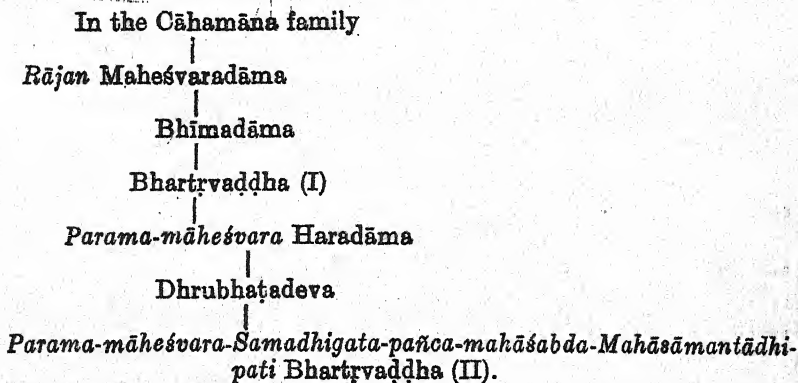 In the Cāhamāna family
Rājan Maheśvaradāma
Bhīmadāma
Bhartṛvaḍḍha (I)
Parama-māheśvara Haradāma
Dhrubhaṭadeva
Parama-māheśvara-Samadhigata-pañca-mahāśabda-Mahāsāmantādhi-
pati Bhartṛvaḍḍha (II).